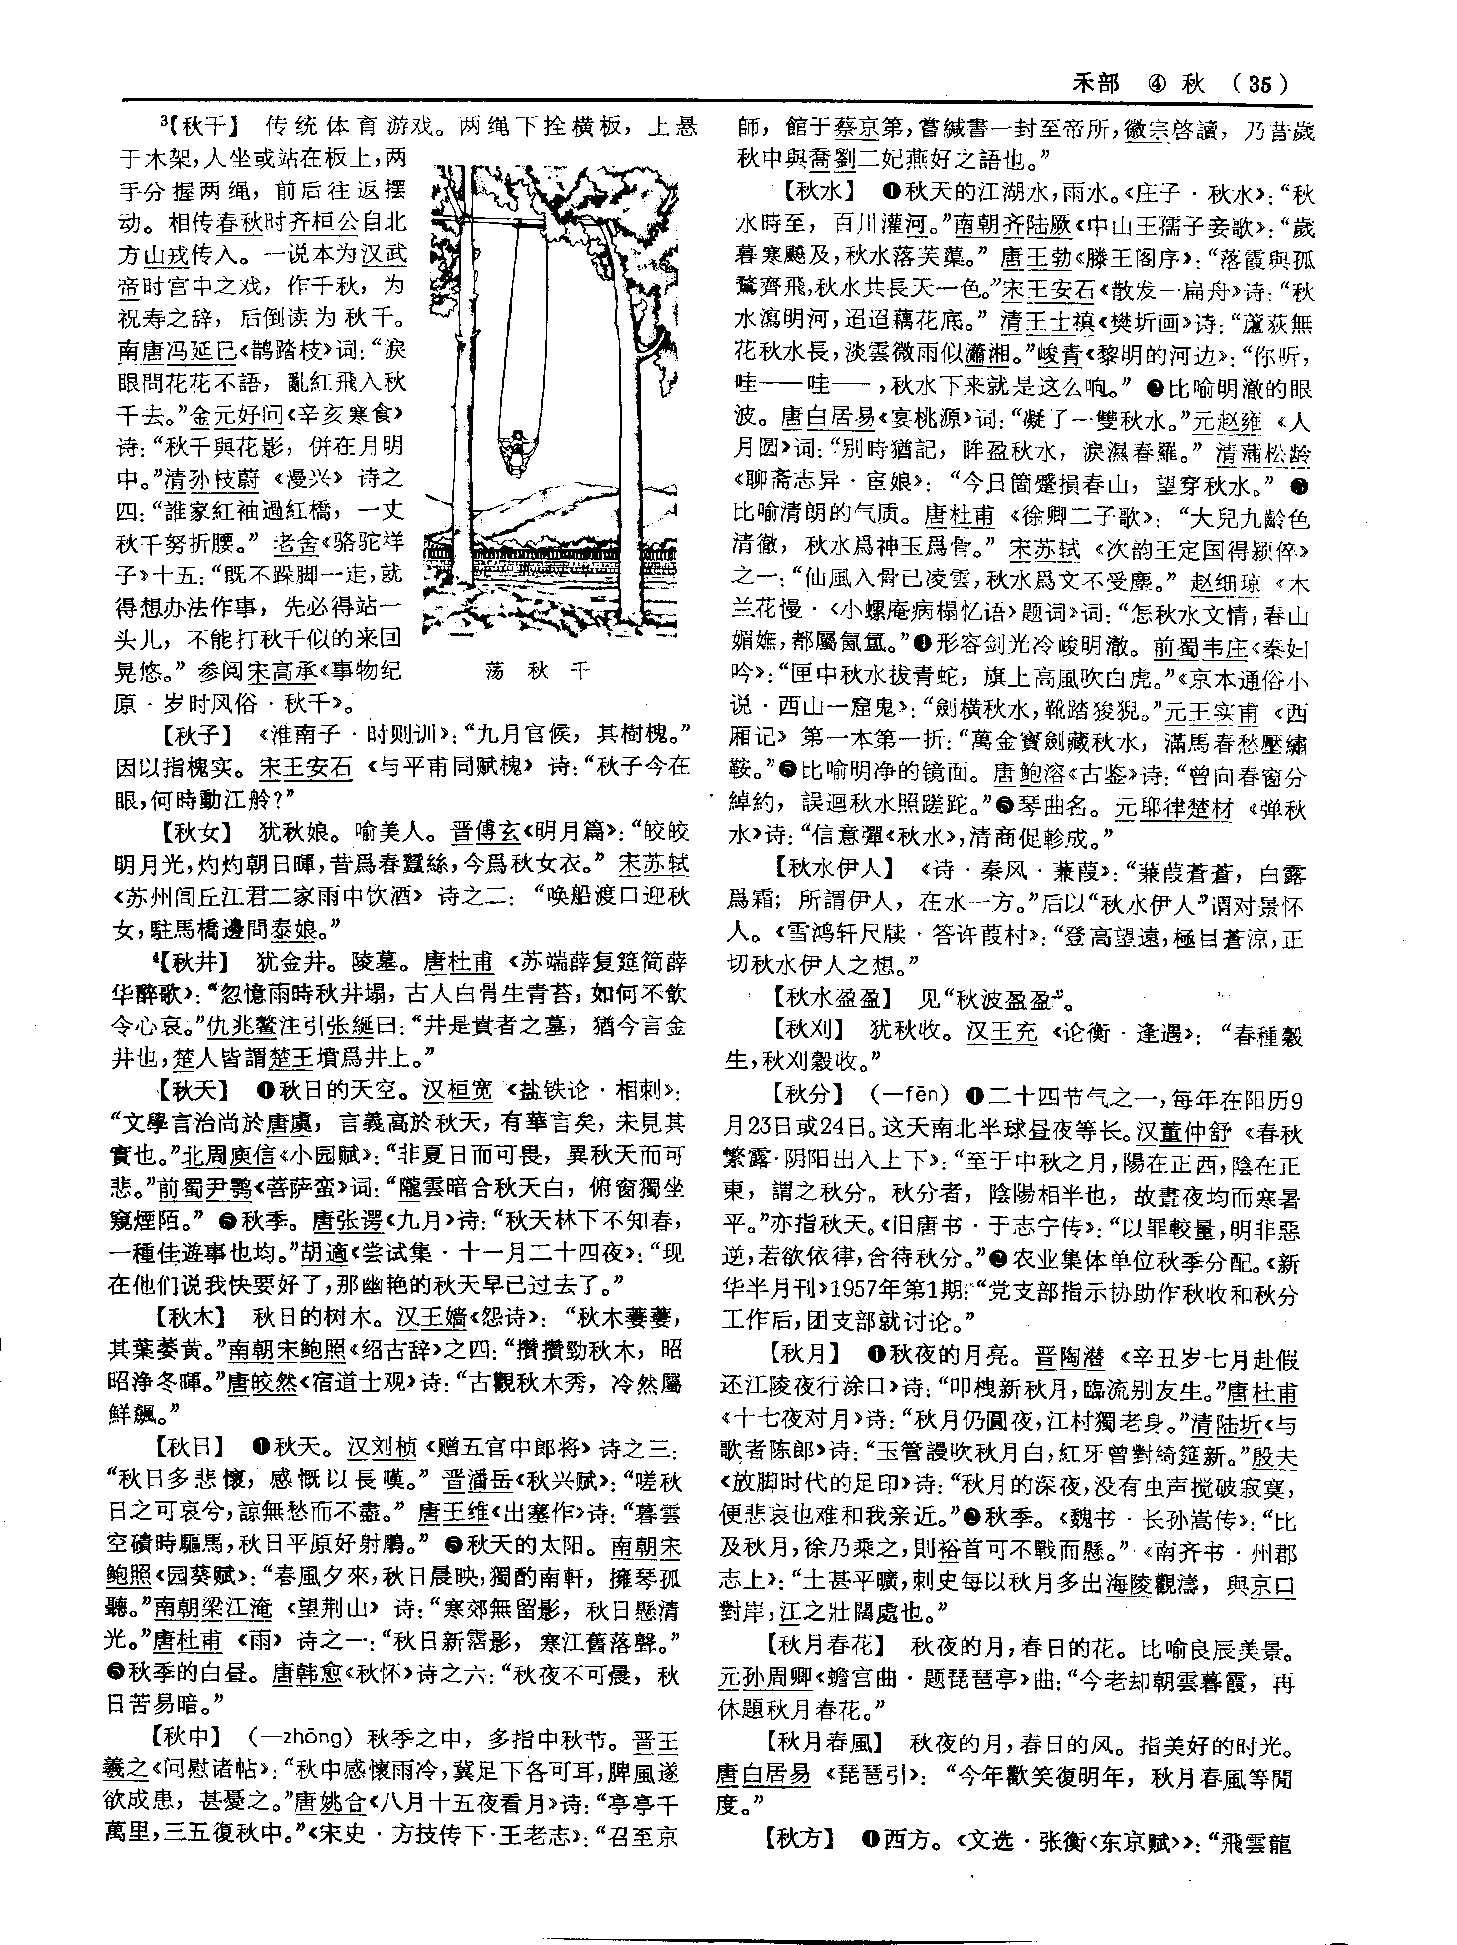 禾部 ④ 秋 (35)
³【秋千】 传统体育游戏。两绳下拴横板，上悬
于木架，人坐或站在板上，两
手分握两绳，前后往返摆
动。相传春秋时齐桓公自北
方山戎传入。一说本为汉武
帝时宫中之戏，作千秋，为
祝寿之辞，后倒读为秋千。
南唐冯延巳《鹊踏枝》词：“淚
眼問花花不語，亂紅飛入秋
千去。”金元好问《辛亥寒食》
诗：“秋千與花影，併在月明
中。”清孙枝蔚《漫兴》诗之
四：“誰家紅袖過紅橋，一丈
秋千努折腰。”老舍《骆驼祥
子》十五：“既不跺脚一走，就
得想办法作事，先必得站一
头儿，不能打秋千似的来回
晃悠。”参阅宋高承《事物纪
原·岁时风俗·秋千》。
荡秋千
【秋子】 《淮南子·时则训》：“九月官候，其樹槐。”
因以指槐实。宋王安石《与平甫同赋槐》诗：“秋子今在
眼，何時動江舲？”
【秋女】 犹秋娘。喻美人。晋傅玄《明月篇》：“皎皎
明月光，灼灼朝日暉，昔爲春蠶絲，今爲秋女衣。”宋苏轼
《苏州闾丘江君二家雨中饮酒》诗之二：“唤船渡口迎秋
女，駐馬橋邊問泰娘。”
⁴【秋井】 犹金井。陵墓。唐杜甫《苏端薛复筵简薛
华醉歌》：“忽憶雨時秋井塌，古人白骨生青苔，如何不飲
令心哀。”仇兆鳌注引张綖曰：“井是貴者之墓，猶今言金
井也，楚人皆謂楚王墳爲井上。”
【秋天】 ❶秋日的天空。汉桓宽《盐铁论·相刺》：
“文學言治尚於唐虞，言義高於秋天，有華言矣，未見其
實也。”北周庾信《小园赋》：“非夏日而可畏，異秋天而可
悲。”前蜀尹鹗《菩萨蛮》词：“隴雲暗合秋天白，俯窗獨坐
窺煙陌。”❷秋季。唐张谔《九月》诗：“秋天林下不知春，
一種佳遊事也均。”胡適《尝试集·十一月二十四夜》：“现
在他们说我快要好了，那幽艳的秋天早已过去了。”
【秋木】 秋日的树木。汉王嫱《怨诗》：“秋木萋萋，
其葉萎黄。”南朝宋鲍照《绍古辞》之四：“攢攢勁秋木，昭
昭净冬暉。”唐皎然《宿道士观》诗：“古觀秋木秀，冷然屬
鮮飆。”
【秋日】 ❶秋天。汉刘桢《赠五官中郎将》诗之三：
“秋日多悲懷，感慨以長嘆。”晋潘岳《秋兴赋》：“嗟秋
日之可哀兮，諒無愁而不盡。”唐王维《出塞作》诗：“暮雲
空磧時驅馬，秋日平原好射鵰。”❷秋天的太阳。南朝宋
鲍照《园葵赋》：“春風夕來，秋日晨映，獨酌南軒，擁琴孤
聽。”南朝梁江淹《望荆山》诗：“寒郊無留影，秋日懸清
光。”唐杜甫《雨》诗之一：“秋日新霑影，寒江舊落聲。”
❸秋季的白昼。唐韩愈《秋怀》诗之六：“秋夜不可晨，秋
日苦易暗。”
【秋中】 （—zhōng）秋季之中，多指中秋节。晋王
羲之《问慰诸帖》：“秋中感懷雨冷，冀足下各可耳，脾風遂
欲成患，甚憂之。”唐姚合《八月十五夜看月》诗：“亭亭千
萬里，三五復秋中。”《宋史·方技传下·王老志》：“召至京
師，館于蔡京第，嘗緘書一封至帝所，徽宗啓讀，乃昔歲
秋中與喬劉二妃燕好之語也。”
【秋水】 ❶秋天的江湖水，雨水。《庄子·秋水》：“秋
水時至，百川灌河。”南朝齐陆厥《中山王孺子妾歌》：“歲
暮寒飈及，秋水落芙蕖。”唐王勃《滕王阁序》：“落霞與孤
鶩齊飛，秋水共長天一色。”宋王安石《散发一扁舟》诗：“秋
水瀉明河，迢迢藕花底。”清王士禛《樊圻画》诗：“蘆荻無
花秋水長，淡雲微雨似瀟湘。”峻青《黎明的河边》：“你听，
哇——哇——，秋水下来就是这么响。”❷比喻明澈的眼
波。唐白居易《宴桃源》词：“凝了一雙秋水。”元赵雍《人
月圆》词：“别時猶記，眸盈秋水，淚濕春羅。”清蒲松龄
《聊斋志异·宦娘》：“今日箇蹙損春山，望穿秋水。”❸
比喻清朗的气质。唐杜甫《徐卿二子歌》：“大兒九齡色
清徹，秋水爲神玉爲骨。”宋苏轼《次韵王定国得颍倅》
之一：“仙風入骨已凌雲，秋水爲文不受塵。”赵细琼《木
兰花慢·〈小螺庵病榻忆语〉题词》词：“怎秋水文情，春山
媚嫵，都屬氤氲。”❹形容剑光冷峻明澈。前蜀韦庄《秦妇
吟》：“匣中秋水拔青蛇，旗上高風吹白虎。”《京本通俗小
说·西山一窟鬼》：“劍横秋水，靴踏狻猊。”元王实甫《西
厢记》第一本第一折：“萬金寶劍藏秋水，滿馬春愁壓繡
鞍。”❺比喻明净的镜面。唐鲍溶《古鉴》诗：“曾向春窗分
綽約，誤迴秋水照蹉跎。”❻琴曲名。元耶律楚材《弹秋
水》诗：“信意彈《秋水》，清商促軫成。”
【秋水伊人】 《诗·秦风·蒹葭》：“蒹葭蒼蒼，白露
爲霜；所謂伊人，在水一方。”后以“秋水伊人”谓对景怀
人。《雪鸿轩尺牍·答许葭村》：“登高望遠，極目蒼涼，正
切秋水伊人之想。”
【秋水盈盈】 见“秋波盈盈”。
【秋刈】 犹秋收。汉王充《论衡·逢遇》：“春種穀
生，秋刈穀收。”
【秋分】 （—fēn）❶二十四节气之一，每年在阳历9
月23日或24日。这天南北半球昼夜等长。汉董仲舒《春秋
繁露·阴阳出入上下》：“至于中秋之月，陽在正西，陰在正
東，謂之秋分。秋分者，陰陽相半也，故晝夜均而寒暑
平。”亦指秋天。《旧唐书·于志宁传》：“以罪較量，明非惡
逆，若欲依律，合待秋分。”❷农业集体单位秋季分配。《新
华半月刊》1957年第1期：“党支部指示协助作秋收和秋分
工作后，团支部就讨论。”
【秋月】 ❶秋夜的月亮。晋陶潜《辛丑岁七月赴假
还江陵夜行涂口》诗：“叩栧新秋月，臨流别友生。”唐杜甫
《十七夜对月》诗：“秋月仍圓夜，江村獨老身。”清陆圻《与
歌者陈郎》诗：“玉管謾吹秋月白，紅牙曾對綺筵新。”殷夫
《放脚时代的足印》诗：“秋月的深夜，没有虫声搅破寂寞，
便悲哀也难和我亲近。”❷秋季。《魏书·长孙嵩传》：“比
及秋月，徐乃乘之，則裕首可不戰而懸。”《南齐书·州郡
志上》：“土甚平曠，刺史每以秋月多出海陵觀濤，與京口
對岸，江之壯闊處也。”
【秋月春花】 秋夜的月，春日的花。比喻良辰美景。
元孙周卿《蟾宫曲·题琵琶亭》曲：“今老却朝雲暮霞，再
休題秋月春花。”
【秋月春風】 秋夜的月，春日的风。指美好的时光。
唐白居易《琵琶引》：“今年歡笑復明年，秋月春風等閒
度。”
【秋方】 ❶西方。《文选·张衡〈东京赋〉》：“飛雲龍